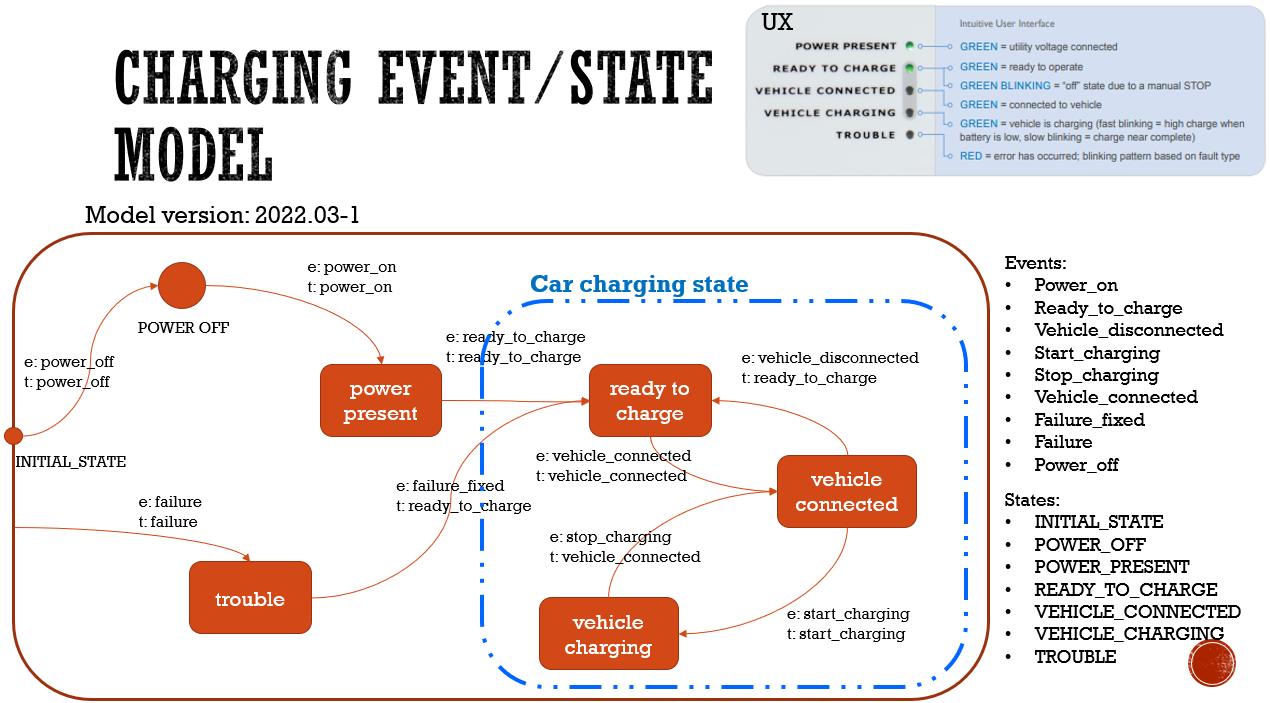 CHARGING EVENT/STATE
MODEL
UX
Intuitive User Interface
POWER PRESENT
GREEN = utility voltage connected
READY TO CHARGE
GREEN = ready to operate
GREEN BLINKING = "off" state due to a manual STOP
VEHICLE CONNECTED
GREEN = connected to vehicle
VEHICLE CHARGING
GREEN = vehicle is charging (fast blinking = high charge when
battery is low, slow blinking = charge near complete)
TROUBLE
RED = error has occurred; blinking pattern based on fault type
Model version: 2022.03-1
e: power_on
t: power_on
POWER OFF
e: power_off
t: power_off
INITIAL_STATE
power
present
Car charging state
e: ready_to_charge
t: ready_to_charge
ready to
charge
e: vehicle_disconnected
t: ready_to_charge
e: vehicle_connected
t: vehicle_connected
vehicle
connected
e: failure_fixed
t: ready_to_charge
e: failure
t: failure
trouble
e: stop_charging
t: vehicle_connected
vehicle
charging
e: start_charging
t: start_charging
Events:
• Power_on
• Ready_to_charge
• Vehicle_disconnected
• Start_charging
• Stop_charging
• Vehicle_connected
• Failure_fixed
• Failure
• Power_off
States:
• INITIAL_STATE
• POWER_OFF
• POWER_PRESENT
• READY_TO_CHARGE
• VEHICLE_CONNECTED
• VEHICLE_CHARGING
• TROUBLE